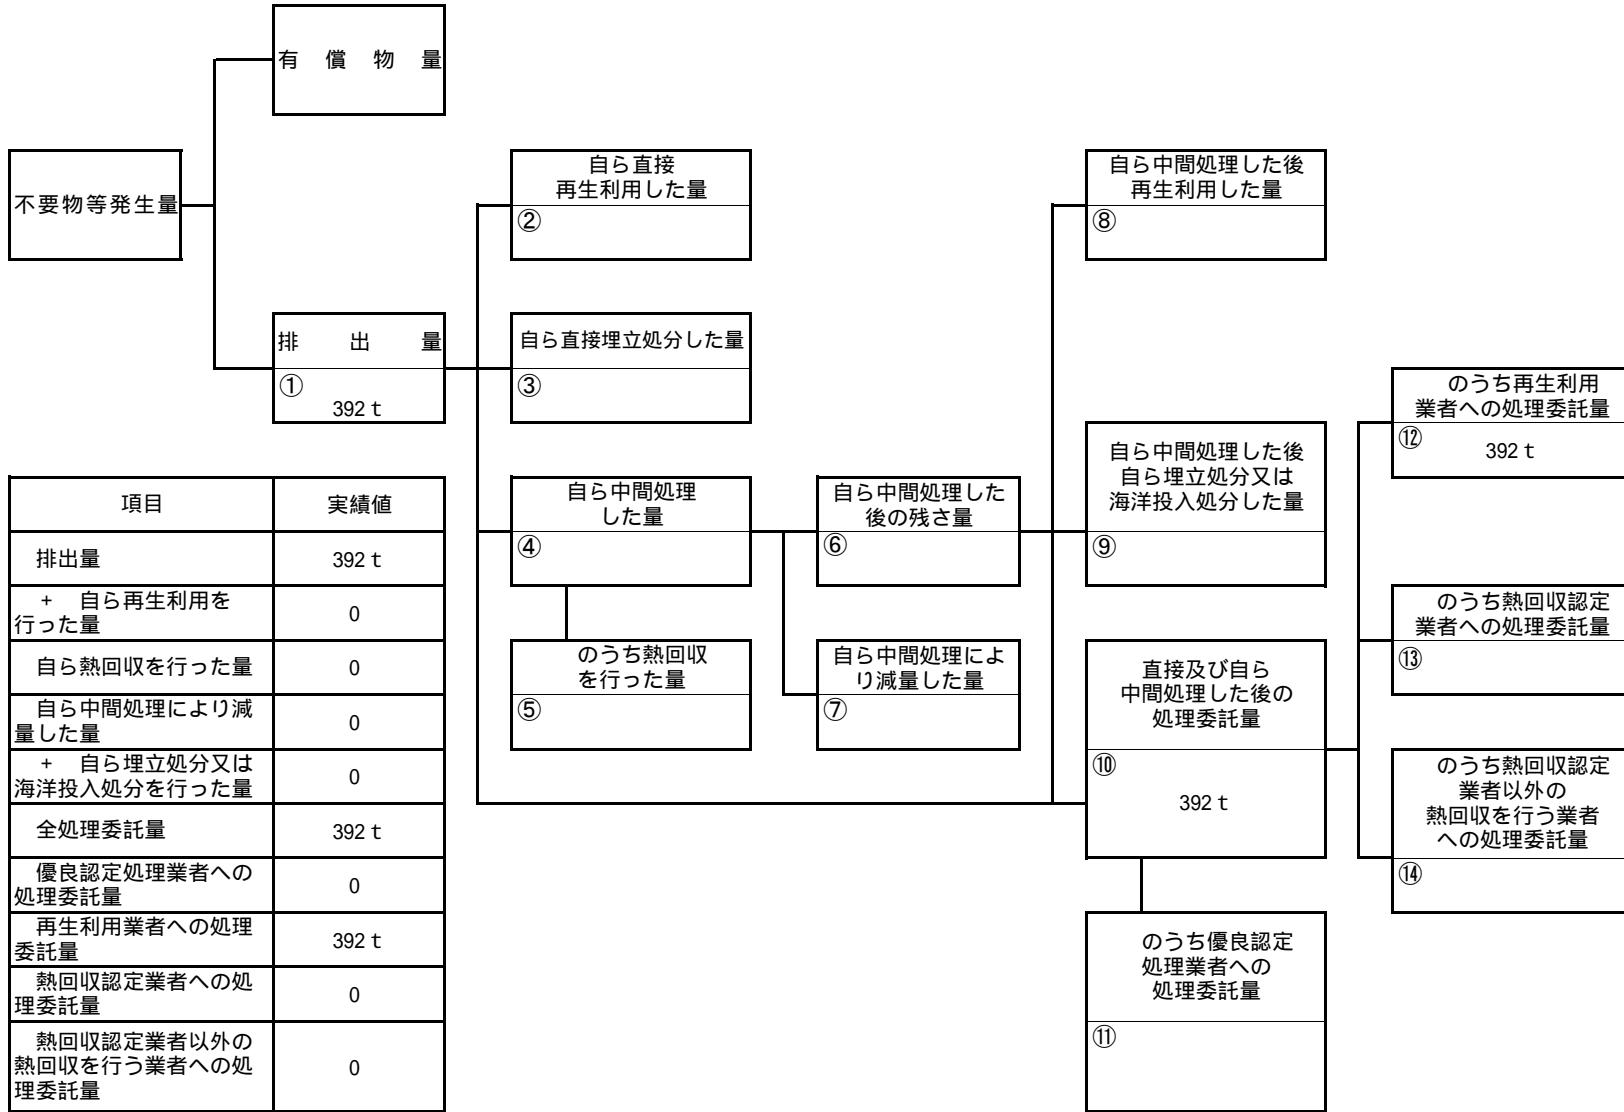 有 償 物 量
不要物等発生量
自ら直接
再生利用した量
②
自ら中間処理した後
再生利用した量
⑧
排 出 量
①
392 t
自ら直接埋立処分した量
③
のうち再生利用
業者への処理委託量
⑫
392 t
自ら中間処理
した量
④
自ら中間処理した
後の残さ量
⑥
自ら中間処理した後
自ら埋立処分又は
海洋投入処分した量
⑨
のうち熱回収
を行った量
⑤
自ら中間処理によ
り減量した量
⑦
直接及び自ら
中間処理した後の
処理委託量
⑩
392 t
のうち熱回収認定
業者への処理委託量
⑬
のうち熱回収認定
業者以外の
熱回収を行う業者
への処理委託量
⑭
のうち優良認定
処理業者への
処理委託量
⑪
項目 実績値
排出量 392 t
+ 自ら再生利用を
行った量 0
自ら熱回収を行った量 0
自ら中間処理により減
量した量 0
+ 自ら埋立処分又は
海洋投入処分を行った量 0
全処理委託量 392 t
優良認定処理業者への
処理委託量 0
再生利用業者への処理
委託量 392 t
熱回収認定業者への処
理委託量 0
熱回収認定業者以外の
熱回収を行う業者への処
理委託量 0